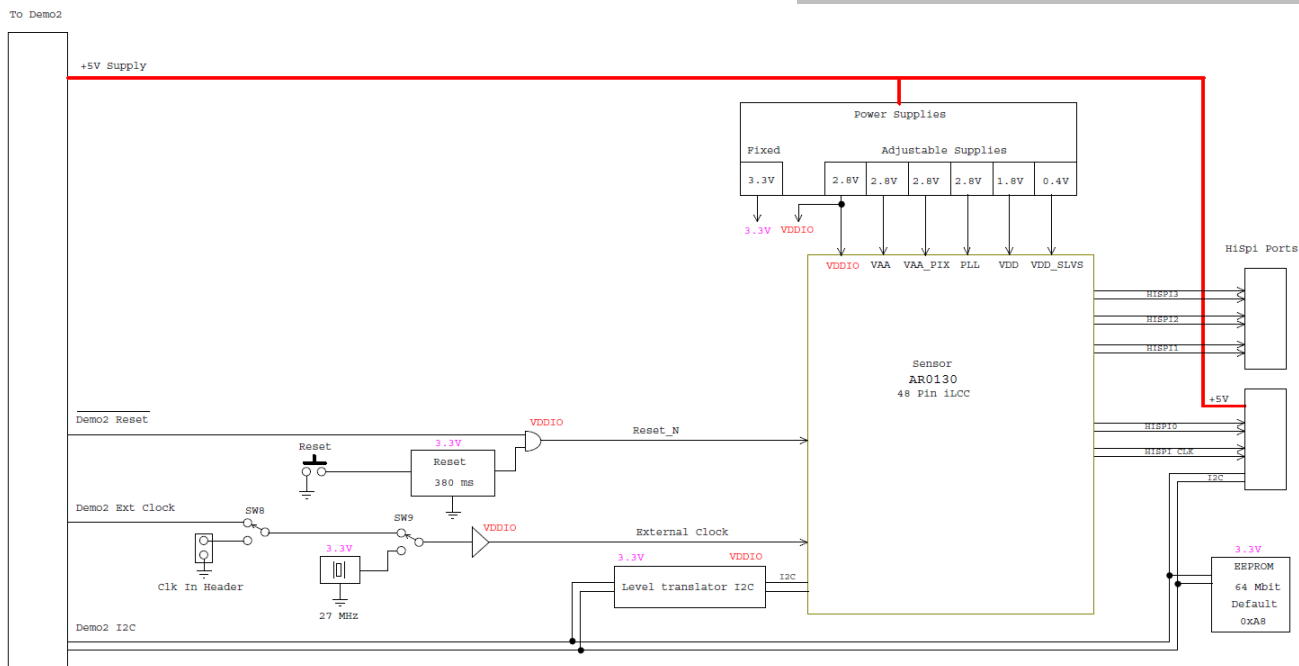 To Demo2
+5V Supply
Power Supplies
Fixed
Adjustable Supplies
3.3V
2.8V
2.8V
2.8V
2.8V
1.8V
0.4V
3.3V
VDDIO
VDDIO
VAA
VAA_PIX
PLL
VDD
VDD_SLVS
HiSpi Ports
HISPI3
HISPI2
HISPI1
Sensor
AR0130
48 Pin iLCC
+5V
HISPI0
HISPI CLK
I2C
Demo2 Reset
VDDIO
Reset_N
Reset
3.3V
Reset
380 ms
Demo2 Ext Clock
SW8
SW9
VDDIO
External Clock
Clk In Header
3.3V
27 MHz
3.3V
VDDIO
Level translator I2C
I2C
3.3V
EEPROM
64 Mbit
Default
0xA8
Demo2 I2C